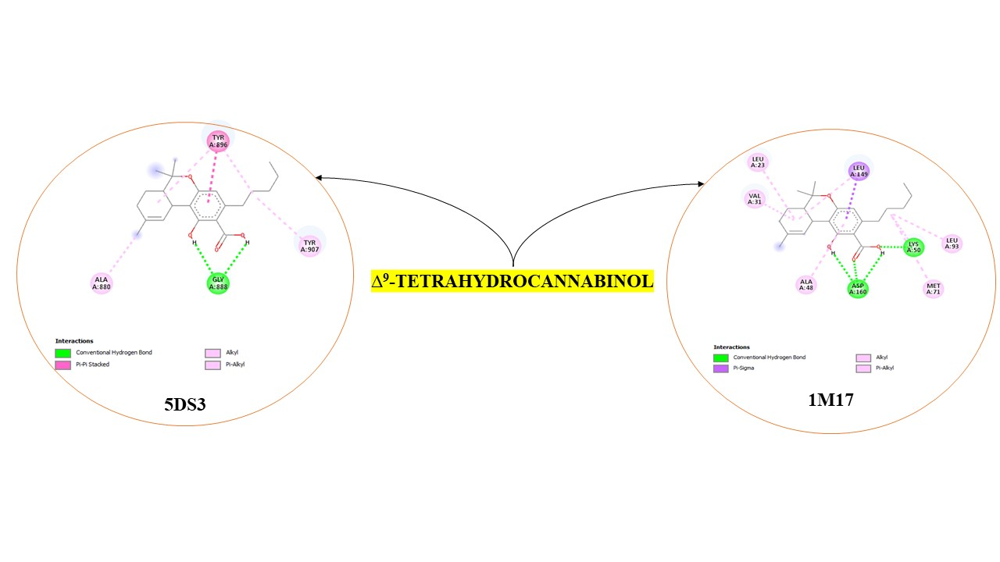 TYR
A:896
O
O
H
O
O
H
TYR
A:907
ALA
A:880
GLY
A:888
Interactions
Conventional Hydrogen Bond
Pi-Pi Stacked
Alkyl
Pi-Alkyl
5DS3
Δ⁹-TETRAHYDROCANNABINOL
LEU
A:23
LEU
A:149
VAL
A:31
O
O
H
O
O
H
LYS
A:50
LEU
A:93
ALA
A:48
ASP
A:160
MET
A:71
Interactions
Conventional Hydrogen Bond
Pi-Sigma
Alkyl
Pi-Alkyl
1M17